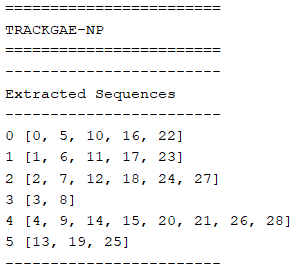 ========================
TRACKGAE-NP
========================
------------------------
Extracted Sequences
------------------------
0 [0, 5, 10, 16, 22]
1 [1, 6, 11, 17, 23]
2 [2, 7, 12, 18, 24, 27]
3 [3, 8]
4 [4, 9, 14, 15, 20, 21, 26, 28]
5 [13, 19, 25]
------------------------